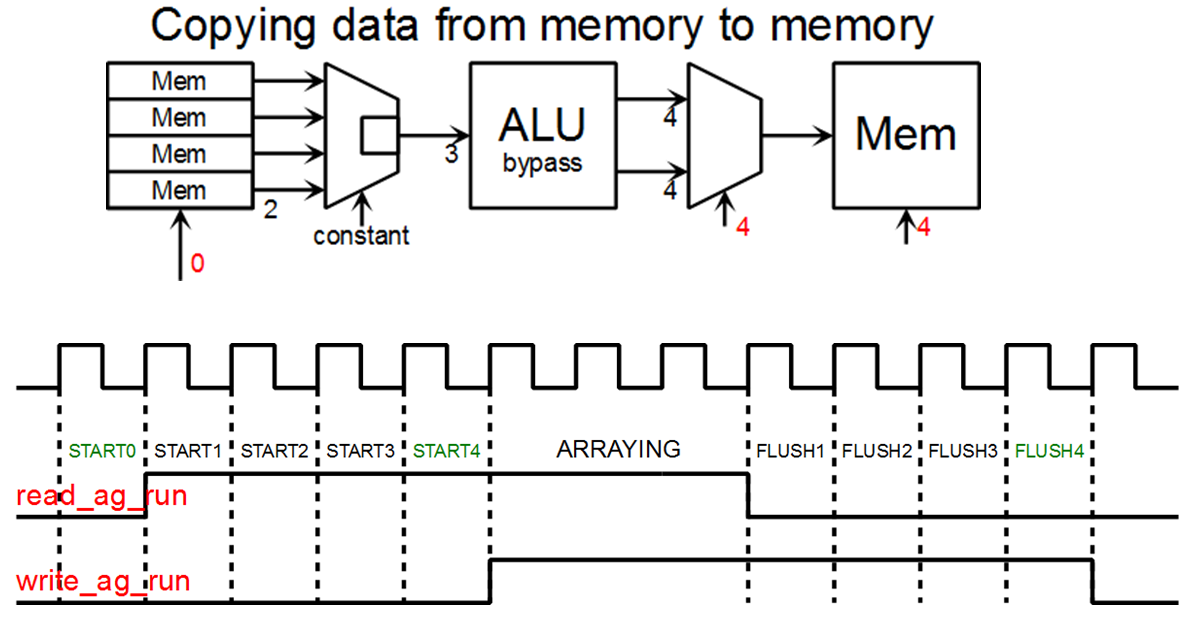 Copying data from memory to memory
Mem
Mem
Mem
Mem
2
0
constant
3
ALU
bypass
4
4
4
Mem
4
START0 START1 START2 START3 START4 ARRAYING FLUSH1 FLUSH2 FLUSH3 FLUSH4
read_ag_run
write_ag_run